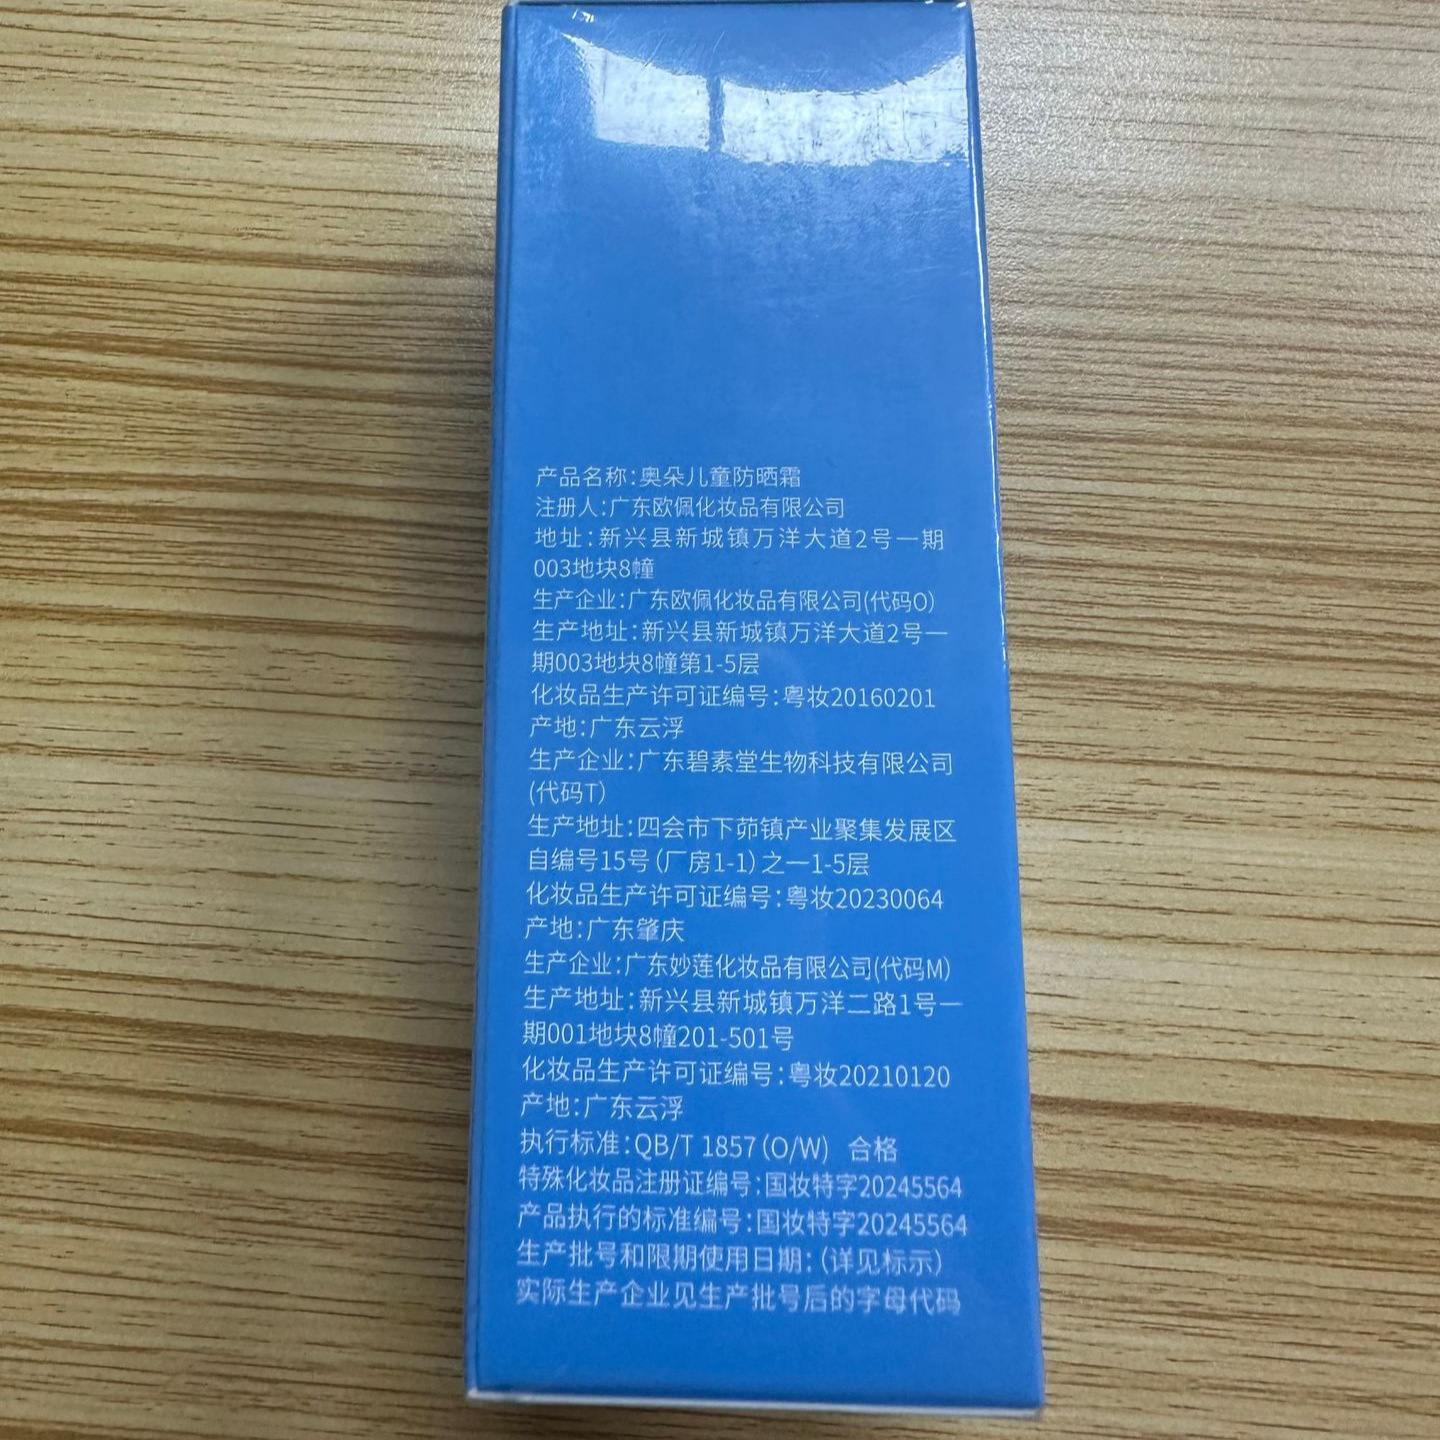 产品名称:奥朵儿童防晒霜
注册人:广东欧佩化妆品有限公司
地址:新兴县新城镇万洋大道2号一期
003地块8幢
生产企业:广东欧佩化妆品有限公司(代码O)
生产地址:新兴县新城镇万洋大道2号一
期003地块8幢第1-5层
化妆品生产许可证编号:粤妆20160201
产地:广东云浮
生产企业:广东碧素堂生物科技有限公司
(代码T)
生产地址:四会市下茆镇产业聚集发展区
自编号15号(厂房1-1)之一1-5层
化妆品生产许可证编号:粤妆20230064
产地:广东肇庆
生产企业:广东妙莲化妆品有限公司(代码M)
生产地址:新兴县新城镇万洋二路1号一
期001地块8幢201-501号
化妆品生产许可证编号:粤妆20210120
产地:广东云浮
执行标准:QB/T 1857(O/W) 合格
特殊化妆品注册证编号:国妆特字20245564
产品执行的标准编号:国妆特字20245564
生产批号和限期使用日期:(详见标示)
实际生产企业见生产批号后的字母代码